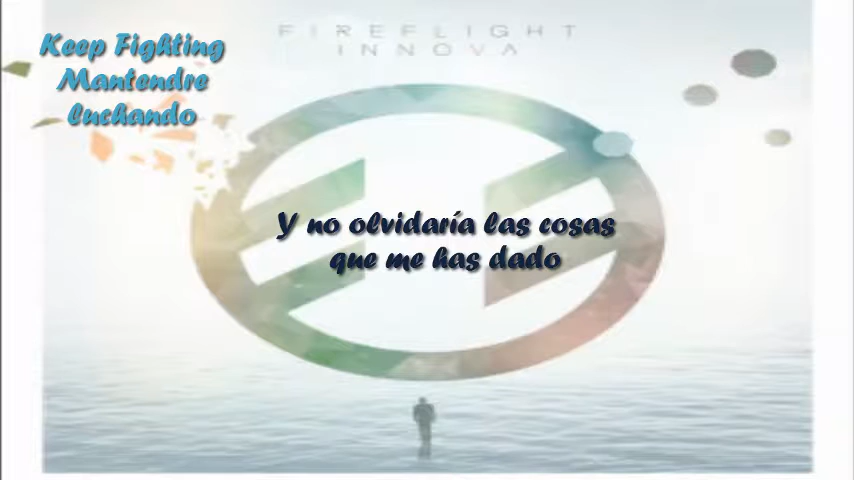 FIREFLIGHT
INNOVA
Keep Fighting
Mantendre
luchando
Y no olvidaría las cosas
que me has dado